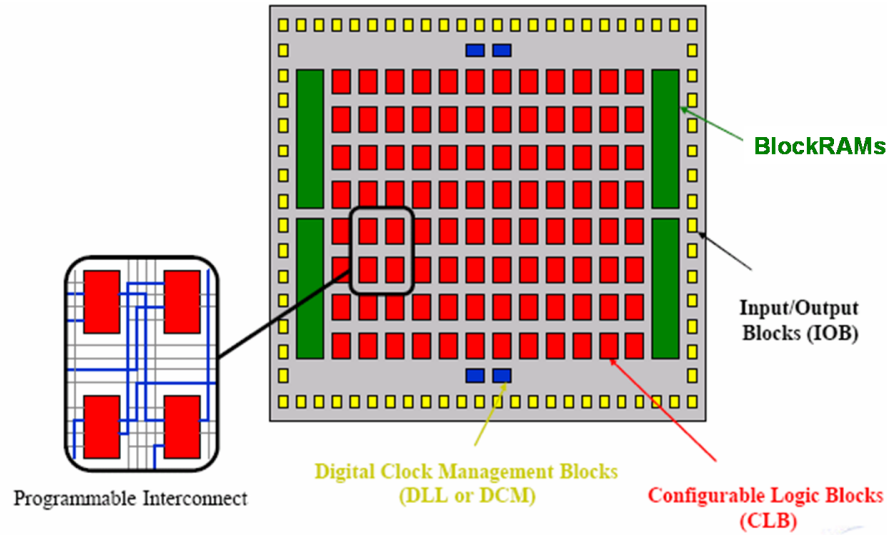 BlockRAMs
Input/Output
Blocks (IOB)
Digital Clock Management Blocks
(DLL or DCM)
Programmable Interconnect
Configurable Logic Blocks
(CLB)